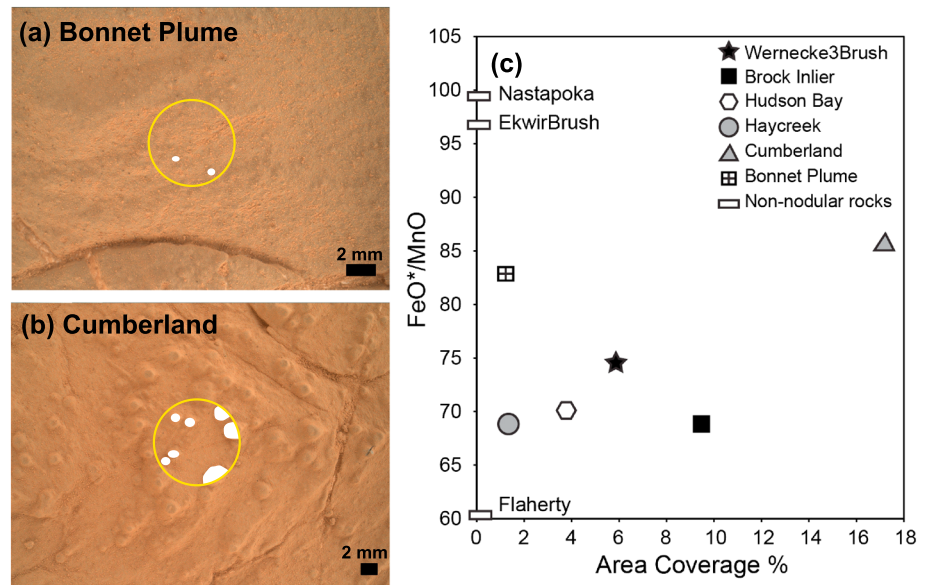 (a) Bonnet Plume
2 mm
(b) Cumberland
2 mm
(c)
Wernecke3Brush
Brock Inlier
Hudson Bay
Haycreek
Cumberland
Bonnet Plume
Non-nodular rocks
Nastapoka
EkwirBrush
Flaherty
FeO*/MnO
105
100
95
90
85
80
75
70
65
60
0 2 4 6 8 10 12 14 16 18
Area Coverage %